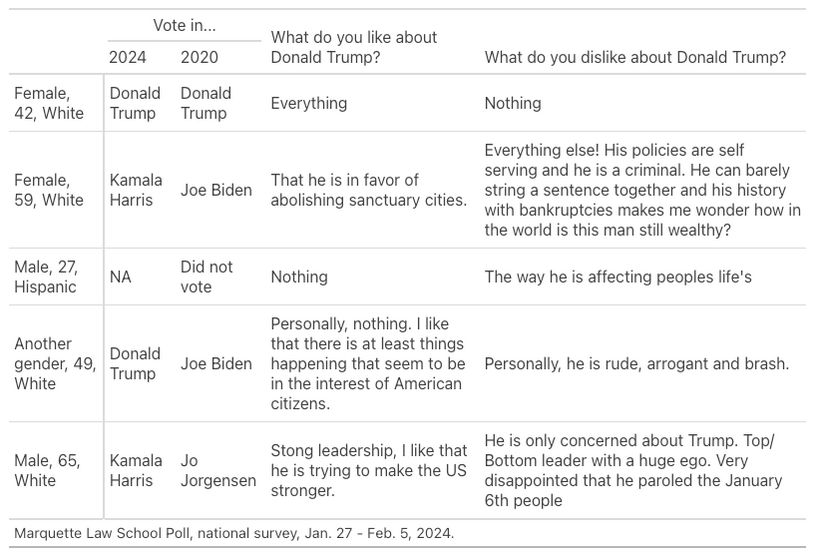 Vote in...
2024
2020
What do you like about
Donald Trump?
What do you dislike about Donald Trump?
Female,
42, White
Donald
Trump
Donald
Trump
Everything
Nothing
Female,
59, White
Kamala
Harris
Joe Biden
That he is in favor of
abolishing sanctuary cities.
Everything else! His policies are self
serving and he is a criminal. He can barely
string a sentence together and his history
with bankruptcies makes me wonder how in
the world is this man still wealthy?
Male, 27,
Hispanic
NA
Did not
vote
Nothing
The way he is affecting peoples life's
Another
gender, 49,
White
Donald
Trump
Joe Biden
Personally, nothing. I like
that there is at least things
happening that seem to be
in the interest of American
citizens.
Personally, he is rude, arrogant and brash.
Male, 65,
White
Kamala
Harris
Jo
Jorgensen
Stong leadership, I like that
he is trying to make the US
stronger.
He is only concerned about Trump. Top/
Bottom leader with a huge ego. Very
disappointed that he paroled the January
6th people
Marquette Law School Poll, national survey, Jan. 27 - Feb. 5, 2024.